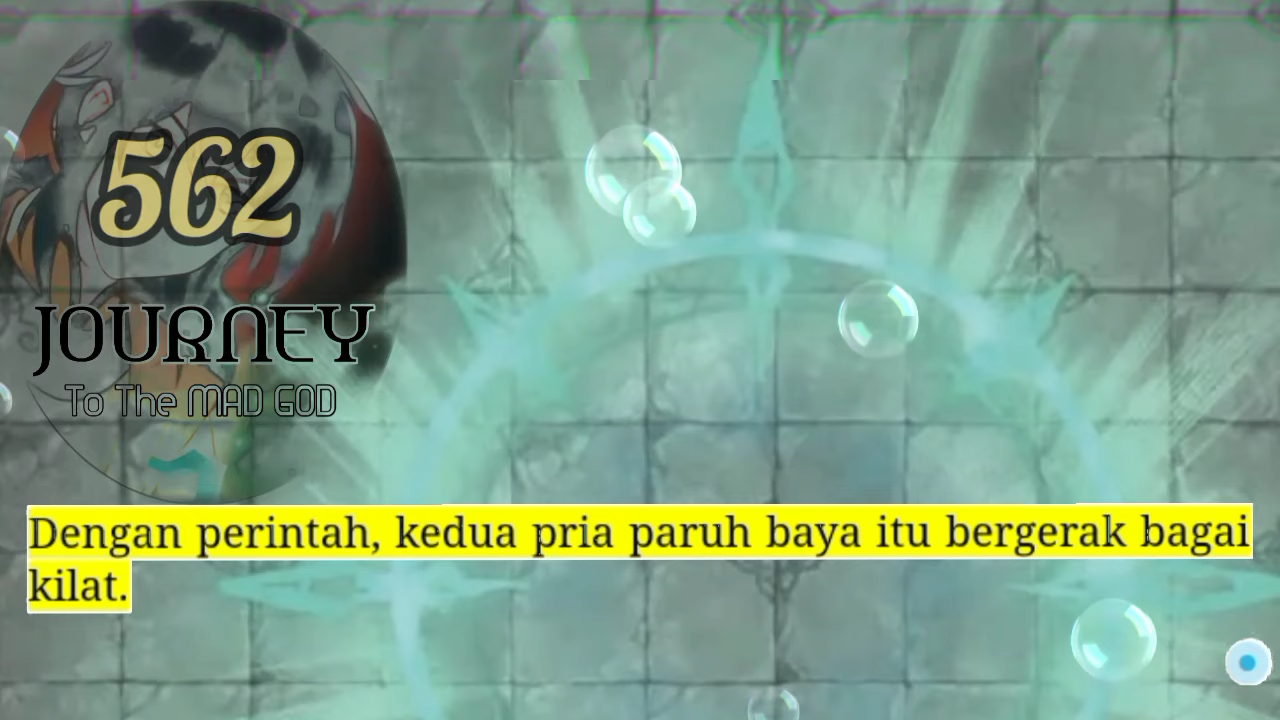 562
JOURNEY
To The MAD GOD
Dengan perintah, kedua pria paruh baya itu bergerak bagai
kilat.